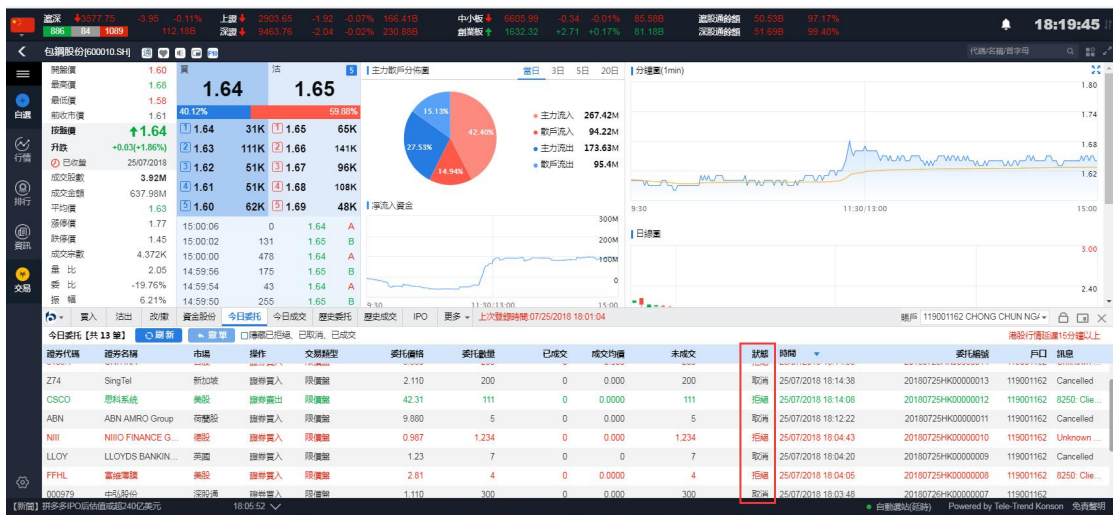 滬深 3577.75 -3.95 -0.11% 上證 2903.65 -1.92 -0.07% 166.41B 中小板 6605.99 -0.34 -0.01% 85.58B 滬股通餘額 50.53B 97.17%
886 84 1089 112.18B 深證 9463.76 -2.04 -0.02% 230.88B 創業板 1632.32 +2.71 +0.17% 81.18B 深股通餘額 51.69B 99.40%
18:19:45
包鋼股份[600010.SH] 代碼/名稱/首字母
自選
行情
排行
資訊
交易
開盤價 1.60
最高價 1.68
最低價 1.58
前收市價 1.61
按盤價 1.64
升跌 +0.03(+1.86%)
已收盤 25/07/2018
成交股數 3.92M
成交金額 637.98M
平均價 1.63
漲停價 1.77
跌停價 1.45
成交宗數 4.372K
量比 2.05
委比 -19.76%
振幅 6.21%
買 沽 5
1.64 1.65
40.12% 59.88%
1 1.64 31K 1 1.65 65K
2 1.63 111K 2 1.66 141K
3 1.62 51K 3 1.67 96K
4 1.61 51K 4 1.68 108K
5 1.60 62K 5 1.69 48K
15:00:06 0 1.64 A
15:00:02 131 1.65 B
15:00:00 478 1.64 A
14:59:56 175 1.65 B
14:59:54 43 1.64 A
14:59:50 255 1.65 B
主力散戶分佈圖 當日 3日 5日 20日
15.13%
42.40%
27.53%
14.94%
主力流入 267.42M
散戶流入 94.22M
主力流出 173.63M
散戶流出 95.4M
淨流入資金
300M
200M
100M
0
9:30 11:30/13:00 15:00
分鐘圖(1min)
1.80
1.74
1.68
1.62
9:30 11:30/13:00 15:00
日線圖
3.00
2.40
買入 沽出 改/撤 資金股份 今日委托 今日成交 歷史委托 歷史成交 IPO 更多 上次登錄時間:07/25/2018 18:01:04 賬戶 119001162 CHONG CHUN NG
今日委托【共 13 筆】 刷新 撤單 隱藏已拒絕、已取消、已成交 港股行情延遲15分鐘以上
證券代碼 證券名稱 市場 操作 交易類型 委托價格 委托數量 已成交 成交均價 未成交 狀態 時間 委托編號 戶口 訊息
Z74 SingTel 新加坡 證券買入 限價盤 2.110 200 0 0.000 200 取消 25/07/2018 18:14:38 20180725HK00000013 119001162 Cancelled
CSCO 思科系統 美股 證券賣出 限價盤 42.31 111 0 0.0000 111 拒絕 25/07/2018 18:14:08 20180725HK00000012 119001162 8250: Clie...
ABN ABN AMRO Group 荷蘭股 證券買入 限價盤 9.880 5 0 0.000 5 取消 25/07/2018 18:12:22 20180725HK00000011 119001162 Cancelled
NIII NIIIO FINANCE G... 德股 證券買入 限價盤 0.987 1,234 0 0.000 1,234 拒絕 25/07/2018 18:04:43 20180725HK00000010 119001162 Unknown ...
LLOY LLOYDS BANKIN... 英國 證券買入 限價盤 1.23 7 0 0 7 取消 25/07/2018 18:04:20 20180725HK00000009 119001162 Cancelled
FFHL 富維薄膜 美股 證券買入 限價盤 2.81 4 0 0.0000 4 拒絕 25/07/2018 18:04:05 20180725HK00000008 119001162 8250: Clie...
000979 中弘股份 深股通 證券買入 限價盤 1.110 300 0 0.000 300 取消 25/07/2018 18:03:48 20180725HK00000007 119001162
【新聞】拼多多IPO后估值或超240亿美元 18:05:52 自動選站(延時) Powered by Tele-Trend Konson 免責聲明